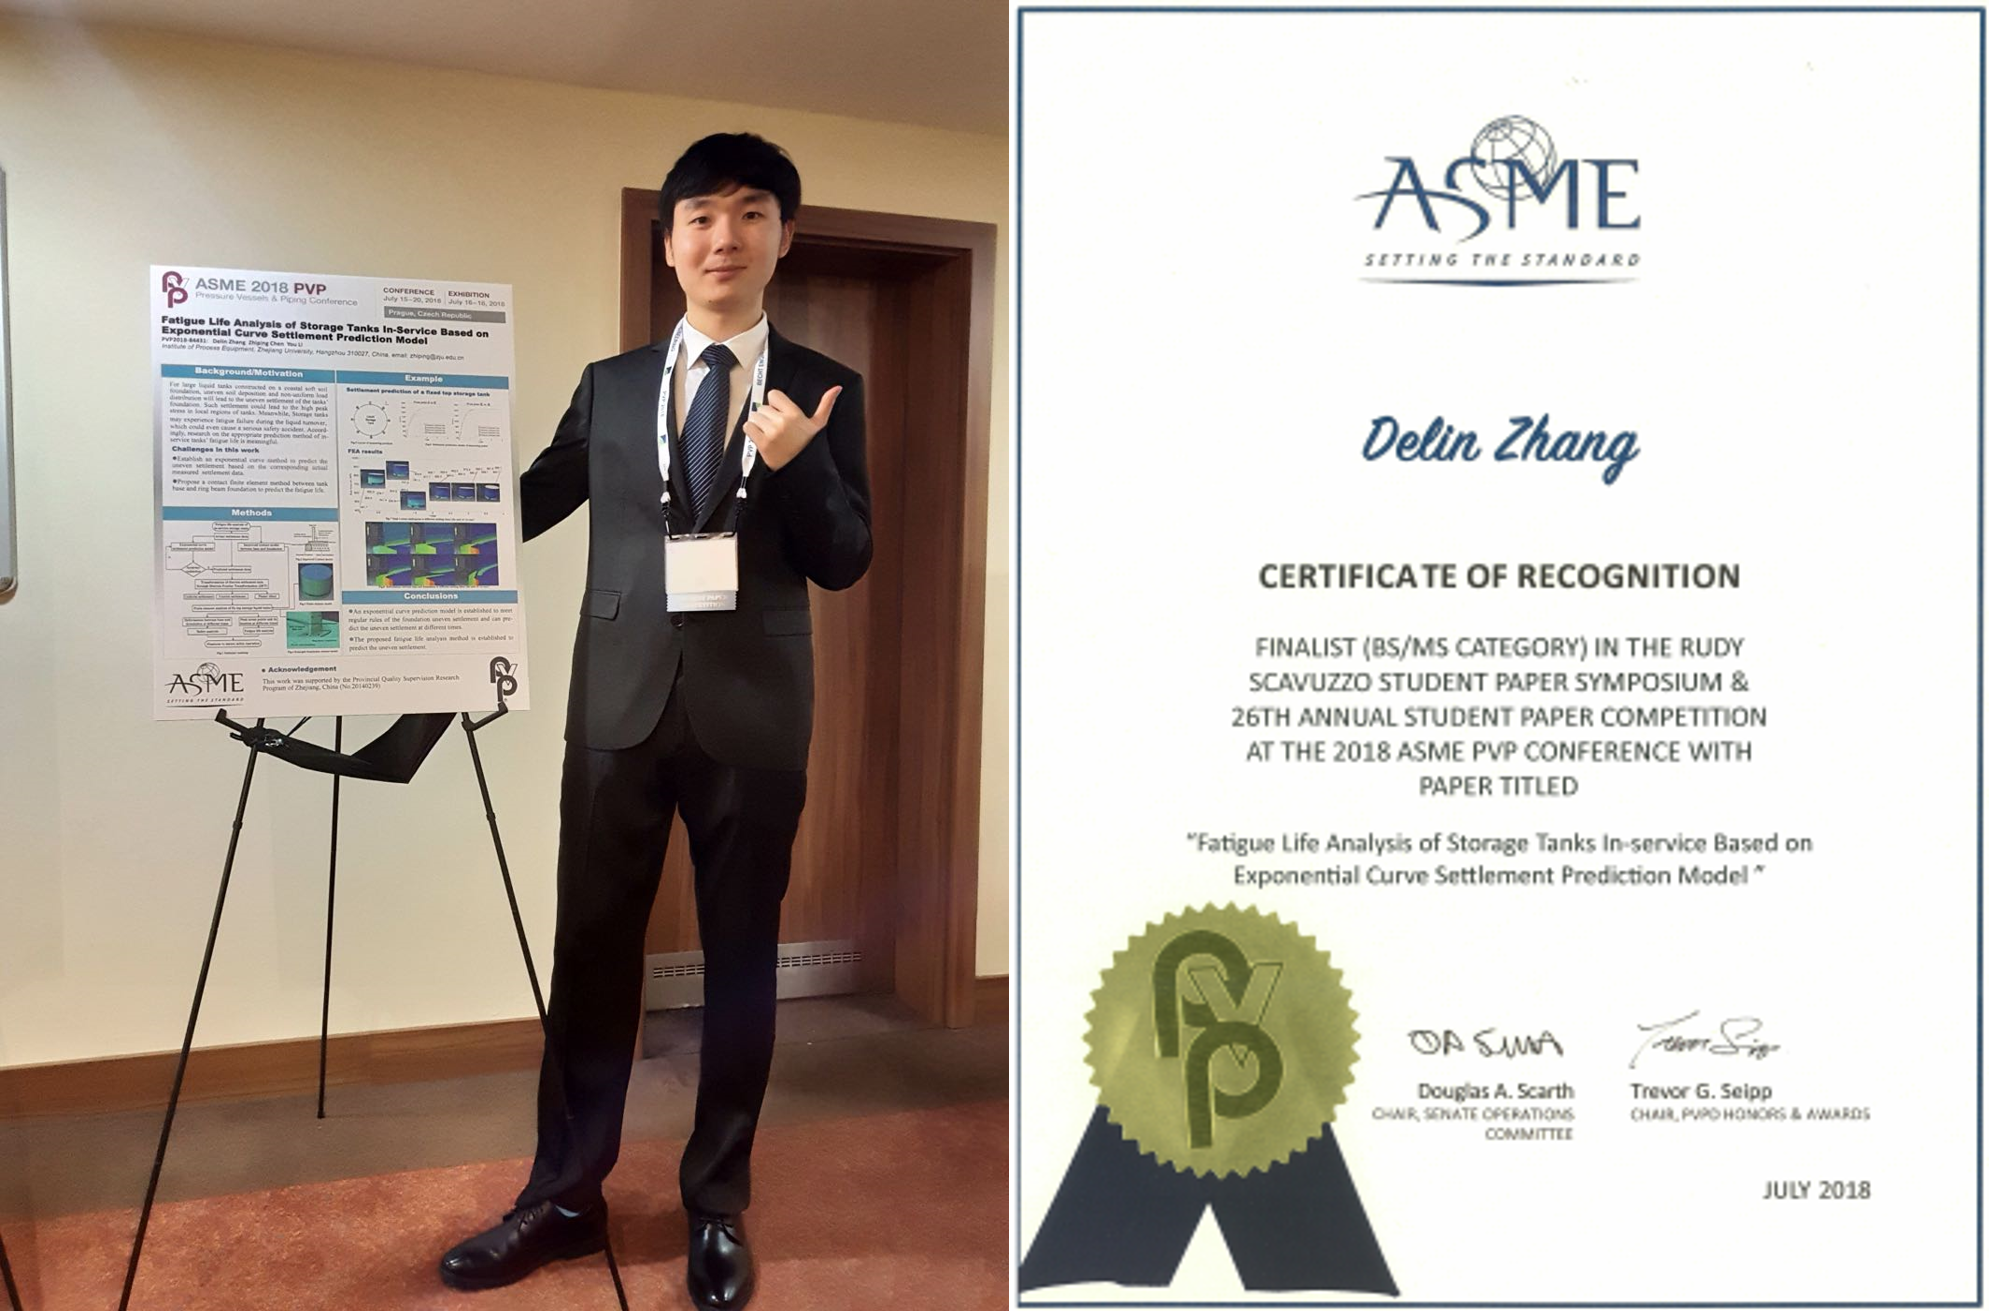 ASME 2018 PVP
Pressure Vessels & Piping Conference
CONFERENCE
July 15–20, 2018
EXHIBITION
July 16–18, 2018
Prague, Czech Republic
Fatigue Life Analysis of Storage Tanks In-Service Based on
Exponential Curve Settlement Prediction Model
Delin Zhang Zhiping Chen You Li
Institute of Process Equipment, Zhejiang University, Hangzhou 310027, China. email: zhiping@zju.edu.cn
Background/Motivation
For large liquid tanks constructed on a coastal soft soil
foundation, uneven soil deposition and non-uniform load
distribution will lead to the uneven settlement of the tanks'
foundation. Such settlement could lead to the high peak
stress in local regions of tanks. Meanwhile, Storage tanks
may experience fatigue failure during the liquid turnover,
which could even cause a serious safety accident. Accord-
ingly, research on the appropriate prediction method of in-
service tanks' fatigue life is meaningful.
Challenges in this work
Establish an exponential curve method to predict the
uneven settlement based on the corresponding actual
measured settlement data.
Propose a contact finite element method between tank
base and ring beam foundation to predict the fatigue life.
Methods
Example
Settlement prediction of a fixed top storage tank
FEA results
Conclusions
An exponential curve prediction model is established to meet
regular rules of the foundation uneven settlement and can pre-
dict the uneven settlement at different times.
The proposed fatigue life analysis method is established to
predict the uneven settlement.
Acknowledgement
This work was supported by the Provincial Quality Supervision Research
Program of Zhejiang, China (No.20140239)
ASME
SETTING THE STANDARD
ASME
SETTING THE STANDARD
Delin Zhang
CERTIFICATE OF RECOGNITION
FINALIST (BS/MS CATEGORY) IN THE RUDY
SCAVUZZO STUDENT PAPER SYMPOSIUM &
26TH ANNUAL STUDENT PAPER COMPETITION
AT THE 2018 ASME PVP CONFERENCE WITH
PAPER TITLED
"Fatigue Life Analysis of Storage Tanks In-service Based on
Exponential Curve Settlement Prediction Model "
PVP
Douglas A. Scarth
CHAIR, SENATE OPERATIONS
COMMITTEE
Trevor G. Seipp
CHAIR, PVPD HONORS & AWARDS
JULY 2018